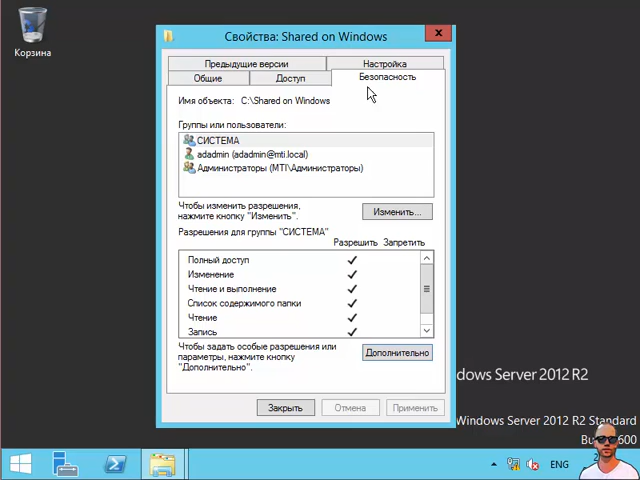 Корзина
Свойства: Shared on Windows
Предыдущие версии
Настройка
Общие
Доступ
Безопасность
Имя объекта: C:\Shared on Windows
Группы или пользователи:
СИСТЕМА
adadmin (adadmin@mti.local)
Администраторы (MTI\Администраторы)
Чтобы изменить разрешения,
нажмите кнопку "Изменить".
Изменить...
Разрешения для группы "СИСТЕМА"
Разрешить Запретить
Полный доступ
Изменение
Чтение и выполнение
Список содержимого папки
Чтение
Запись
Чтобы задать особые разрешения или
параметры, нажмите кнопку
"Дополнительно".
Дополнительно
Закрыть
Отмена
Применить
dows Server 2012 R2
Windows Server 2012 R2 Standard
600
ENG